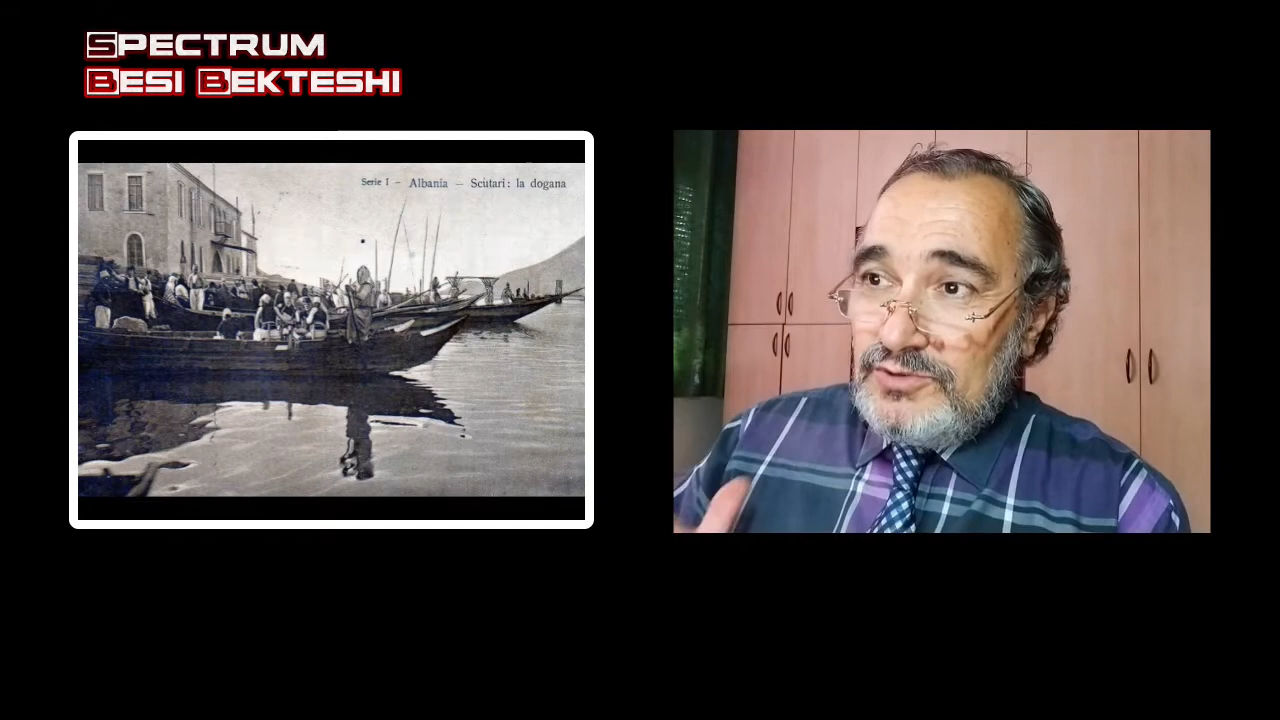 SPECTRUM
BESI BEKTESHI
Serie I – Albania – Scutari: la dogana